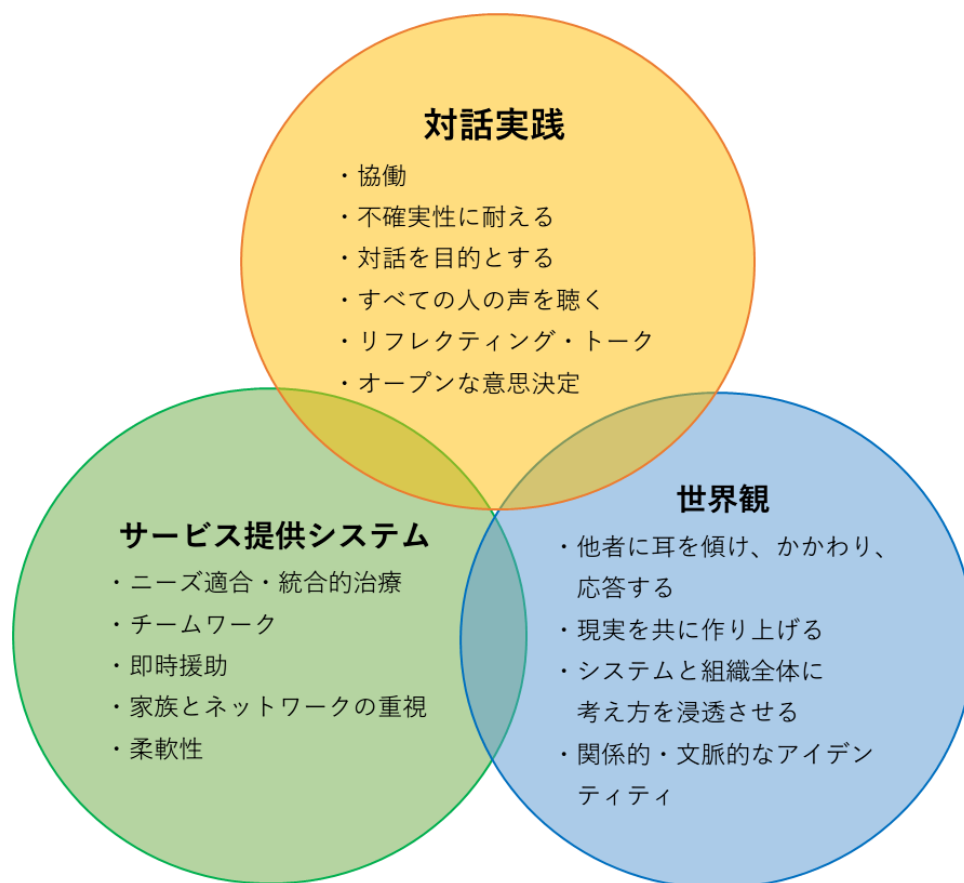 対話実践
・協働
・不確実性に耐える
・対話を目的とする
・すべての人の声を聴く
・リフレクティング・トーク
・オープンな意思決定
サービス提供システム
・ニーズ適合・統合的治療
・チームワーク
・即時援助
・家族とネットワークの重視
・柔軟性
世界観
・他者に耳を傾け、かかわり、
応答する
・現実を共に作り上げる
・システムと組織全体に
考え方を浸透させる
・関係的・文脈的なアイデン
ティティ